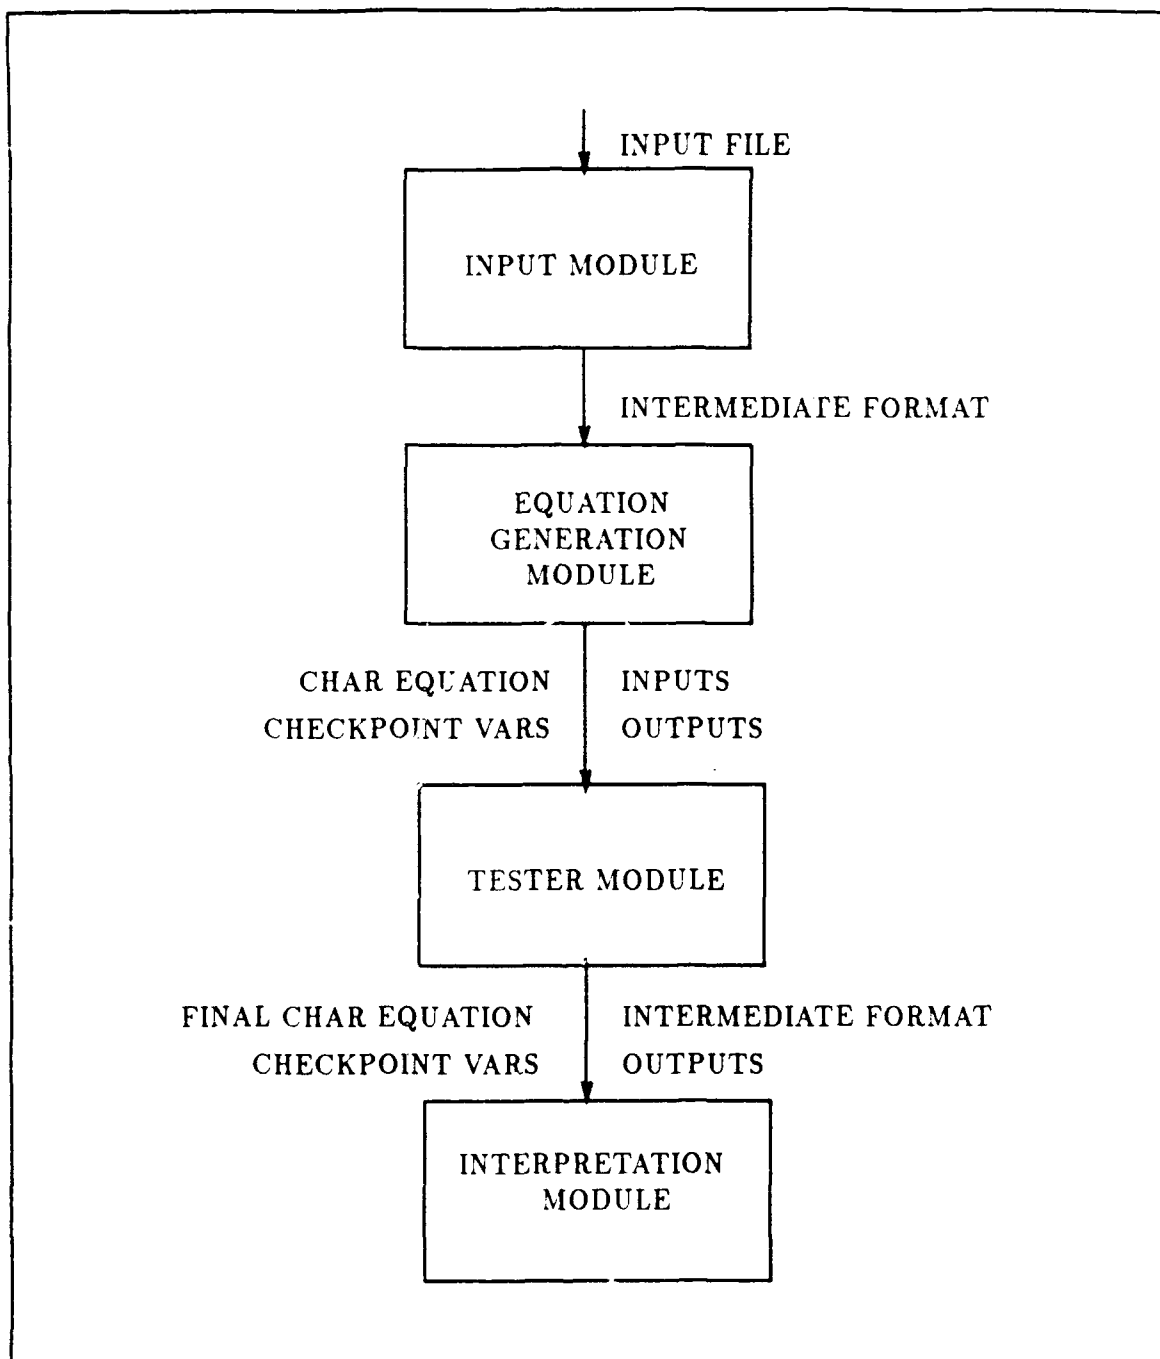 INPUT FILE
INPUT MODULE
INTERMEDIATE FORMAT
EQUATION
GENERATION
MODULE
CHAR EQUATION INPUTS
CHECKPOINT VARS OUTPUTS
TESTER MODULE
FINAL CHAR EQUATION INTERMEDIATE FORMAT
CHECKPOINT VARS OUTPUTS
INTERPRETATION
MODULE